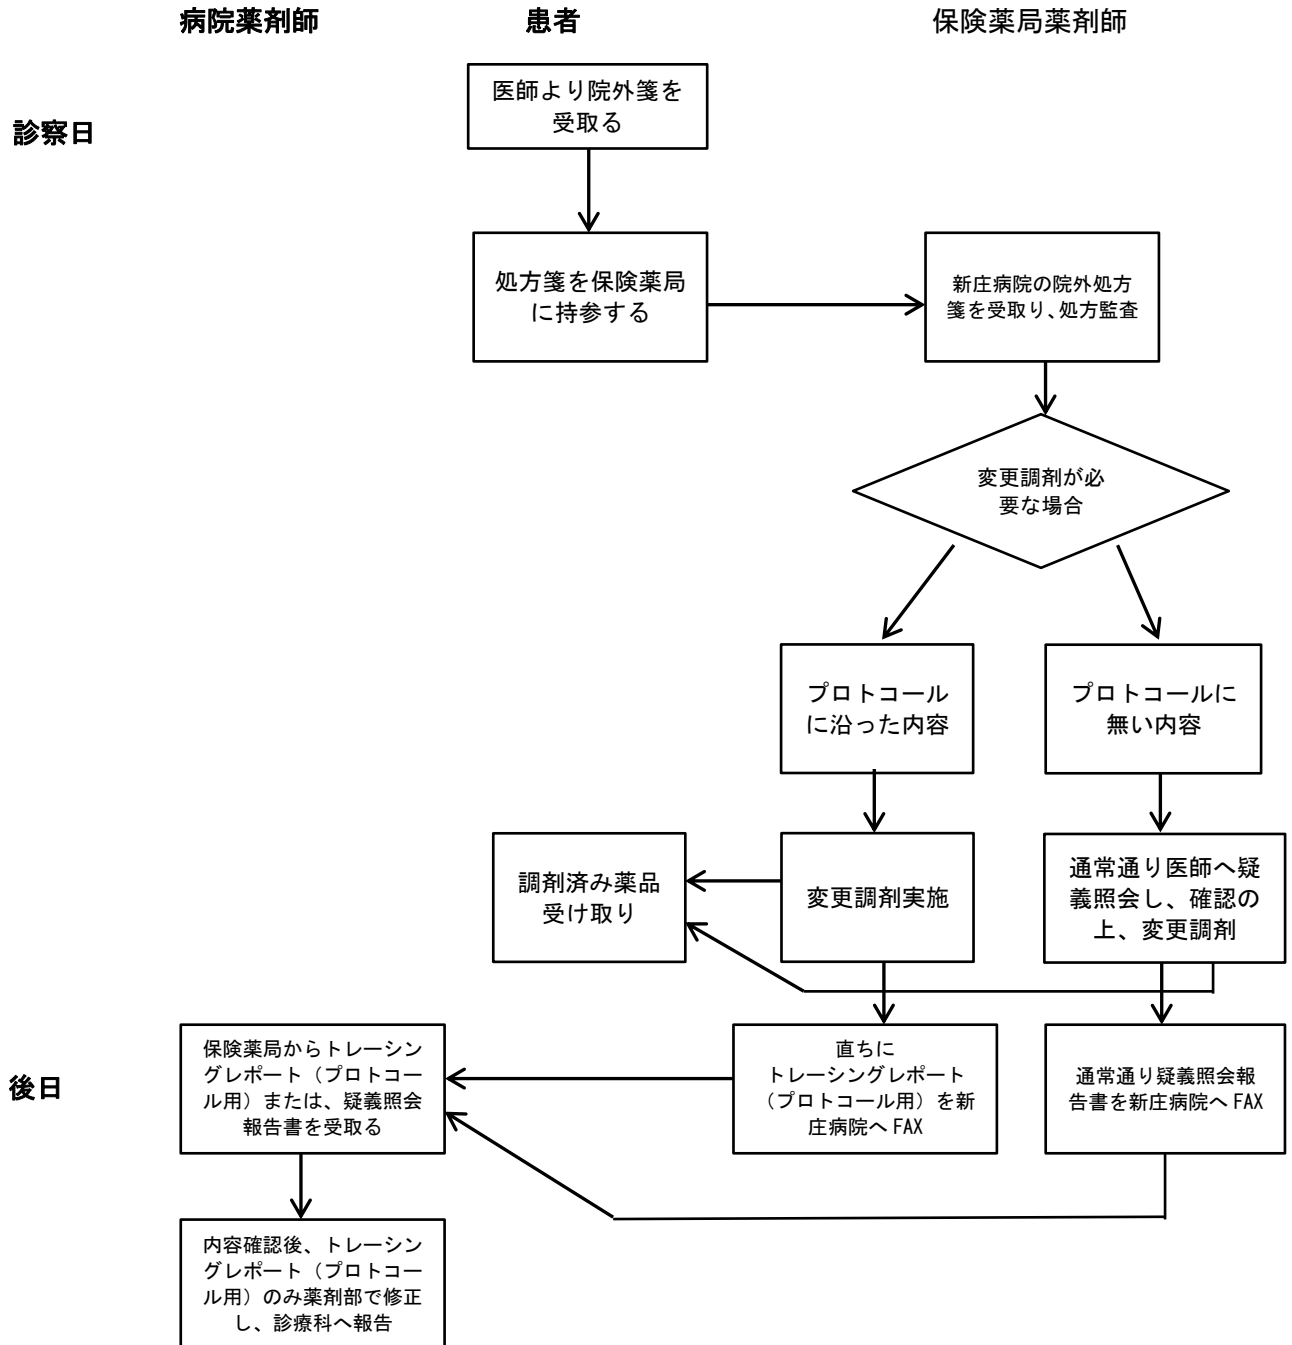 病院薬剤師
患者
保険薬局薬剤師
診察日
医師より院外箋を
受取る
処方箋を保険薬局
に持参する
新庄病院の院外処方
箋を受取り、処方監査
変更調剤が必
要な場合
プロトコール
に沿った内容
プロトコールに
無い内容
調剤済み薬品
受け取り
変更調剤実施
通常通り医師へ疑
義照会し、確認の
上、変更調剤
後日
保険薬局からトレーシン
グレポート（プロトコー
ル用）または、疑義照会
報告書を受取る
直ちに
トレーシングレポート
（プロトコール用）を新
庄病院へ FAX
通常通り疑義照会報
告書を新庄病院へ FAX
内容確認後、トレーシン
グレポート（プロトコー
ル用）のみ薬剤部で修正
し、診療科へ報告